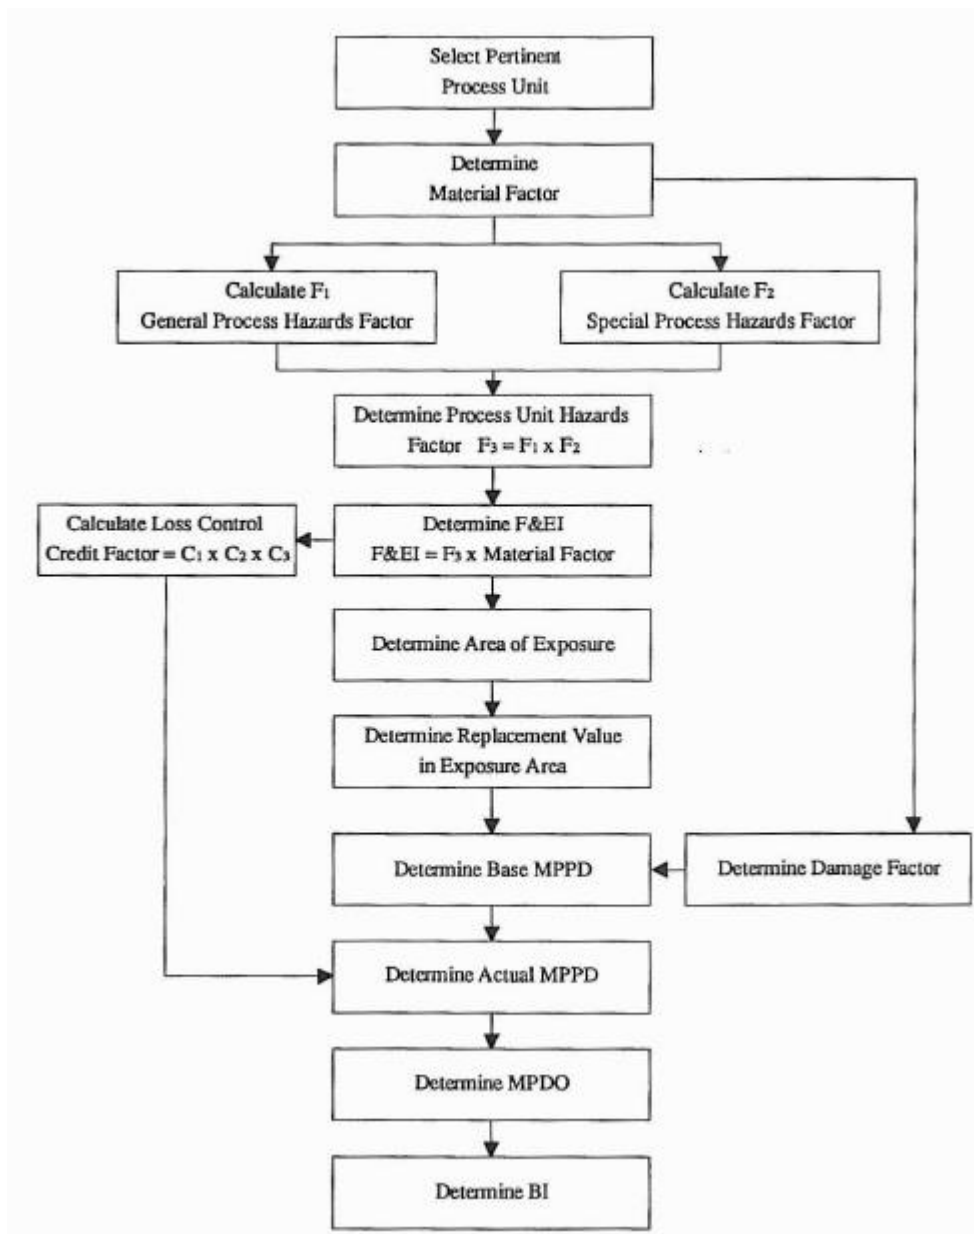 Select Pertinent
Process Unit
Determine
Material Factor
Calculate F₁
General Process Hazards Factor
Calculate F₂
Special Process Hazards Factor
Determine Process Unit Hazards
Factor F₃ = F₁ x F₂
Calculate Loss Control
Credit Factor = C₁ x C₂ x C₃
Determine F&EI
F&EI = F₃ x Material Factor
Determine Area of Exposure
Determine Replacement Value
in Exposure Area
Determine Base MPPD
Determine Damage Factor
Determine Actual MPPD
Determine MPDO
Determine BI